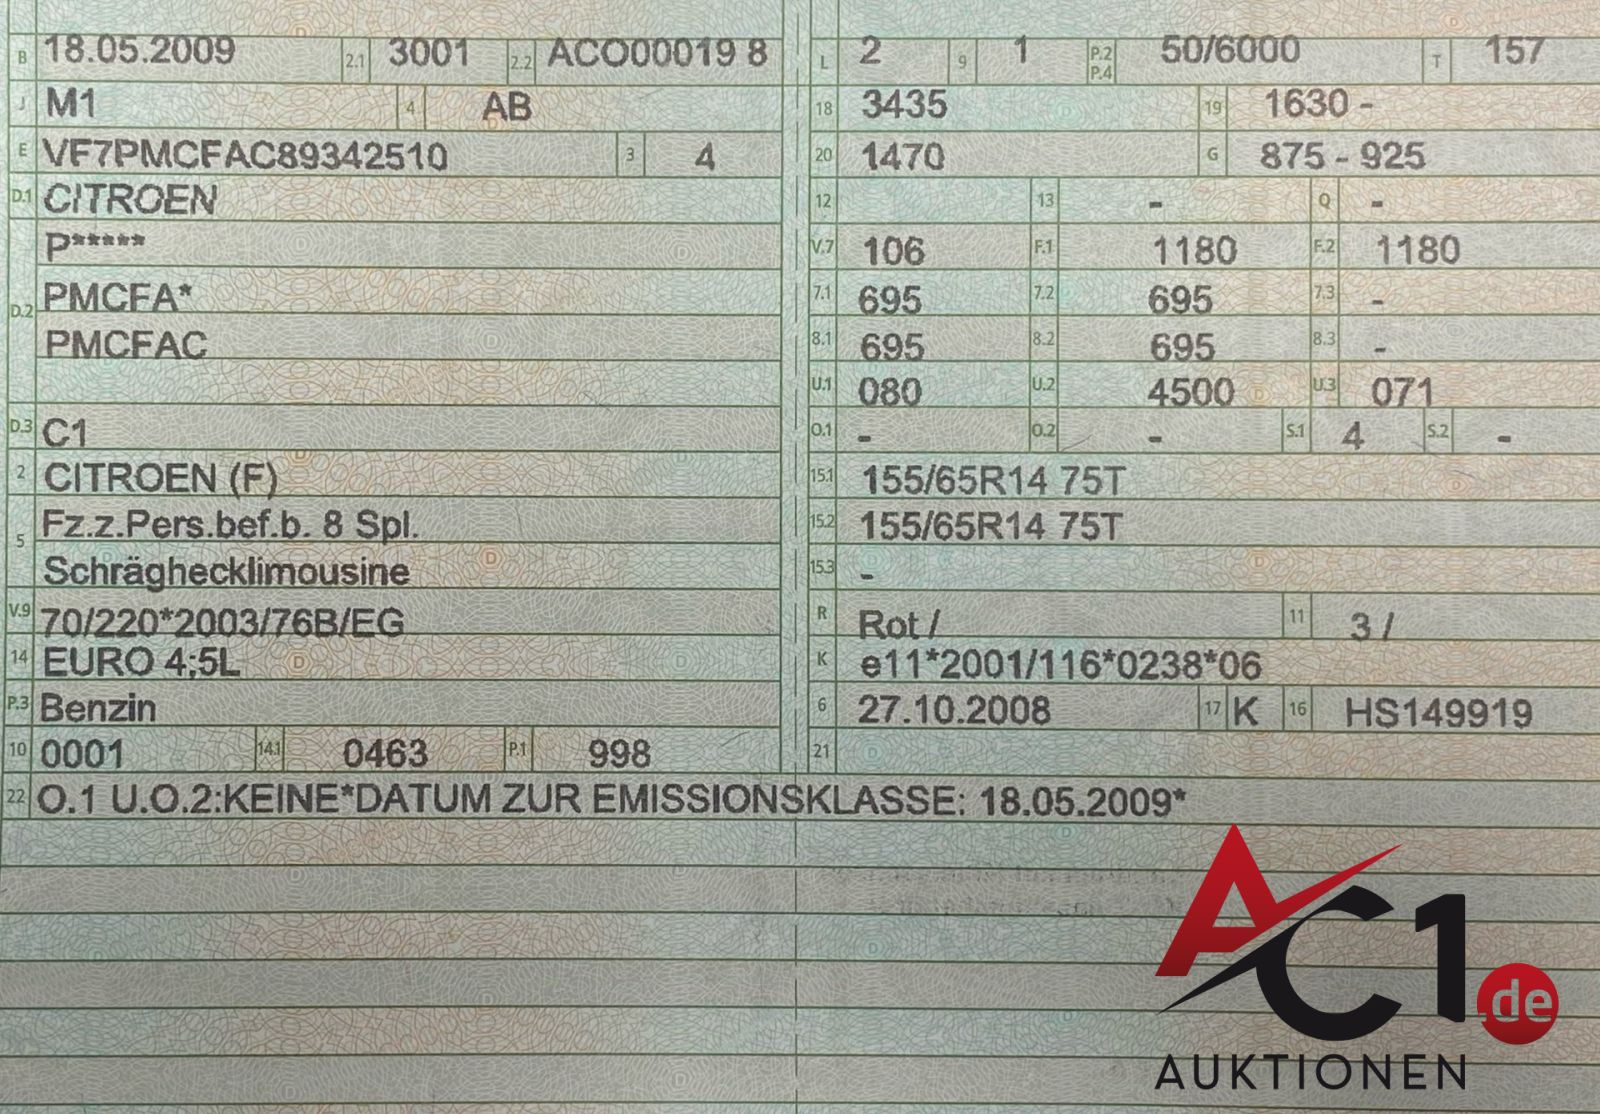 B 18.05.2009 2.1 3001 2.2 ACO00019 8
J M1 4 AB
E VF7PMCFAC89342510 3 4
D.1 CITROEN
P*****
D.2 PMCFA*
PMCFAC
D.3 C1
2 CITROEN (F)
5 Fz.z.Pers.bef.b. 8 Spl.
Schräghecklimousine
V.9 70/220*2003/76B/EG
14 EURO 4;5L
P.3 Benzin
10 0001 14.1 0463 P.1 998
L 2 9 1 P.2 P.4 50/6000 T 157
18 3435 19 1630 -
20 1470 G 875 - 925
12 13 - Q -
V.7 106 F.1 1180 F.2 1180
7.1 695 7.2 695 7.3 -
8.1 695 8.2 695 8.3 -
U.1 080 U.2 4500 U.3 071
O.1 - O.2 - S.1 4 S.2 -
15.1 155/65R14 75T
15.2 155/65R14 75T
15.3 -
R Rot / 11 3 /
K e11*2001/116*0238*06
6 27.10.2008 17 K 16 HS149919
21
22 O.1 U.O.2:KEINE*DATUM ZUR EMISSIONSKLASSE: 18.05.2009*
AC1.de
AUKTIONEN